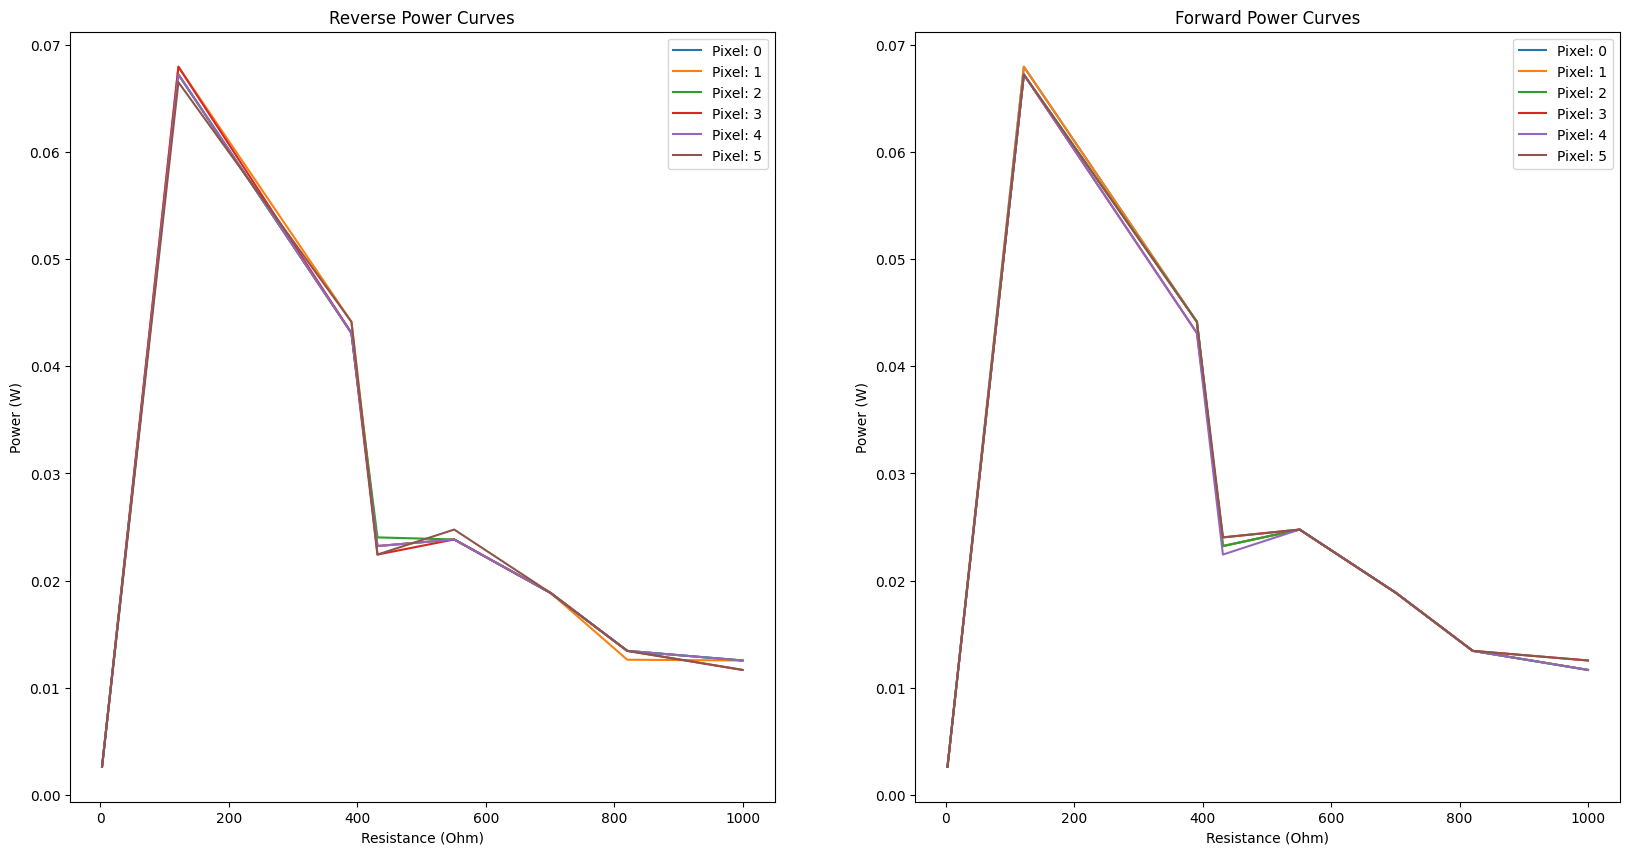 Reverse Power Curves
0.07
0.06
0.05
0.04
0.03
0.02
0.01
0.00
Power (W)
0
200
400
600
800
1000
Resistance (Ohm)
Pixel: 0
Pixel: 1
Pixel: 2
Pixel: 3
Pixel: 4
Pixel: 5
Forward Power Curves
0.07
0.06
0.05
0.04
0.03
0.02
0.01
0.00
Power (W)
0
200
400
600
800
1000
Resistance (Ohm)
Pixel: 0
Pixel: 1
Pixel: 2
Pixel: 3
Pixel: 4
Pixel: 5